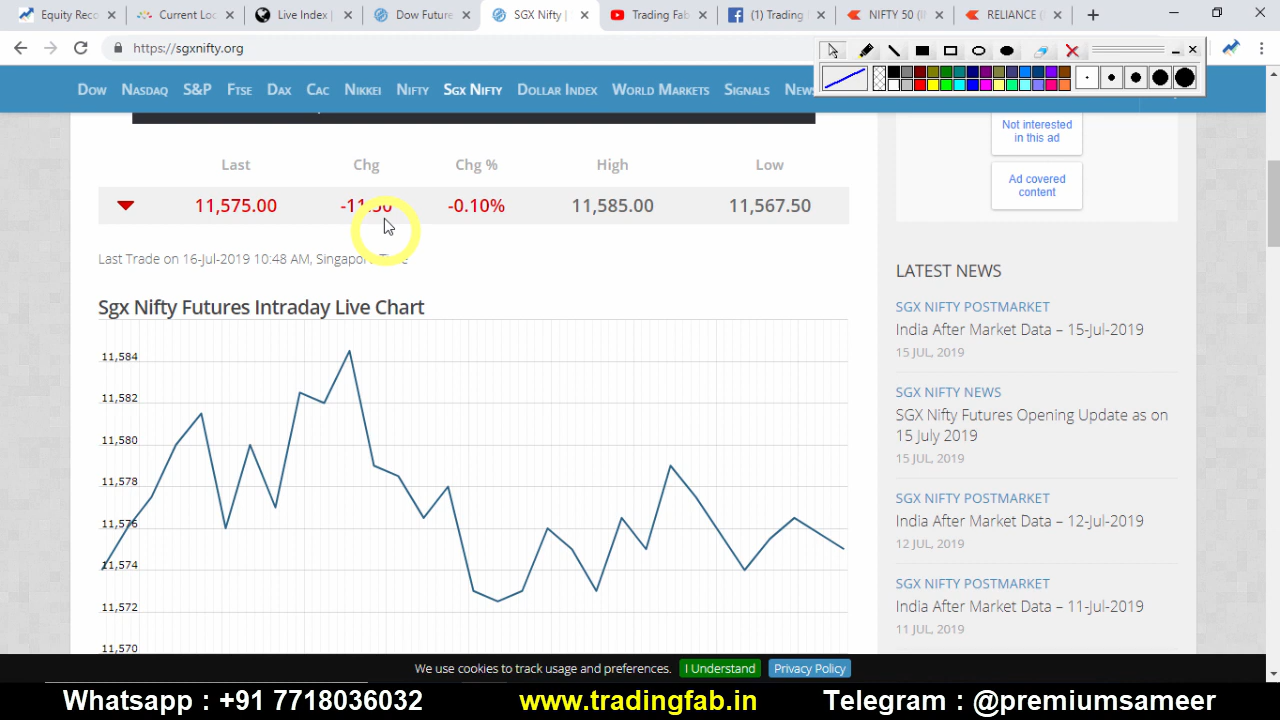 Equity Reco
Current Loc
Live Index |
Dow Future
SGX Nifty |
Trading Fab
(1) Trading
NIFTY 50 (I
RELIANCE (
https://sgxnifty.org
Dow Nasdaq S&P Ftse Dax Cac Nikkei Nifty Sgx Nifty Dollar Index World Markets Signals News
Not interested
in this ad
Ad covered
content
Last Chg Chg % High Low
11,575.00 -11.50 -0.10% 11,585.00 11,567.50
Last Trade on 16-Jul-2019 10:48 AM, Singapore Time
Sgx Nifty Futures Intraday Live Chart
11,584
11,582
11,580
11,578
11,576
11,574
11,572
11,570
LATEST NEWS
SGX NIFTY POSTMARKET
India After Market Data – 15-Jul-2019
15 JUL, 2019
SGX NIFTY NEWS
SGX Nifty Futures Opening Update as on
15 July 2019
15 JUL, 2019
SGX NIFTY POSTMARKET
India After Market Data – 12-Jul-2019
12 JUL, 2019
SGX NIFTY POSTMARKET
India After Market Data – 11-Jul-2019
11 JUL, 2019
We use cookies to track usage and preferences. I Understand Privacy Policy
Whatsapp : +91 7718036032 www.tradingfab.in Telegram : @premiumsameer